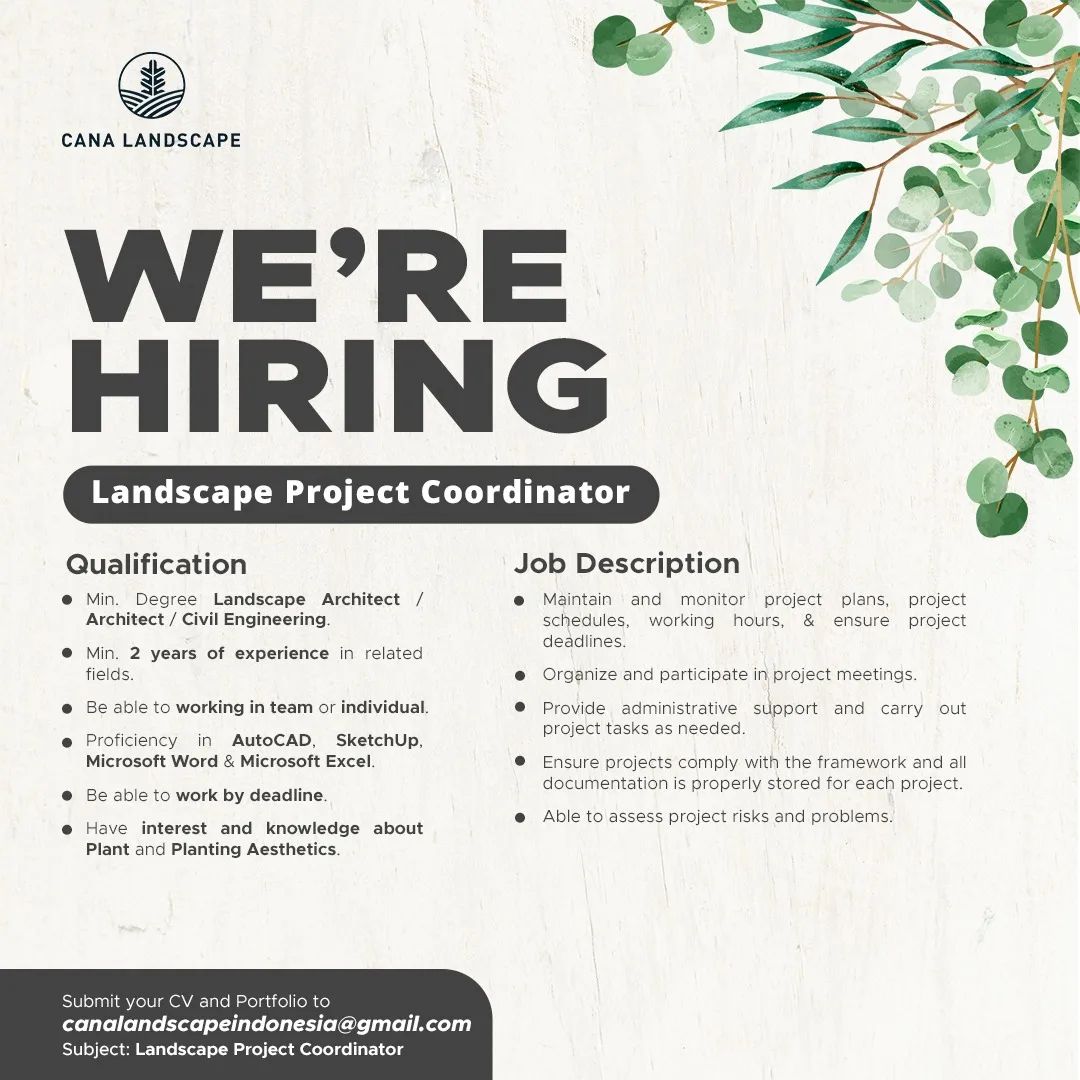 CANA LANDSCAPE
WE’RE
HIRING
Landscape Project Coordinator
Qualification
● Min. Degree Landscape Architect /
Architect / Civil Engineering.
● Min. 2 years of experience in related
fields.
● Be able to working in team or individual.
● Proficiency in AutoCAD, SketchUp,
Microsoft Word & Microsoft Excel.
● Be able to work by deadline.
● Have interest and knowledge about
Plant and Planting Aesthetics.
Job Description
● Maintain and monitor project plans, project
schedules, working hours, & ensure project
deadlines.
● Organize and participate in project meetings.
● Provide administrative support and carry out
project tasks as needed.
● Ensure projects comply with the framework and all
documentation is properly stored for each project.
● Able to assess project risks and problems.
Submit your CV and Portfolio to
canalandscapeindonesia@gmail.com
Subject: Landscape Project Coordinator